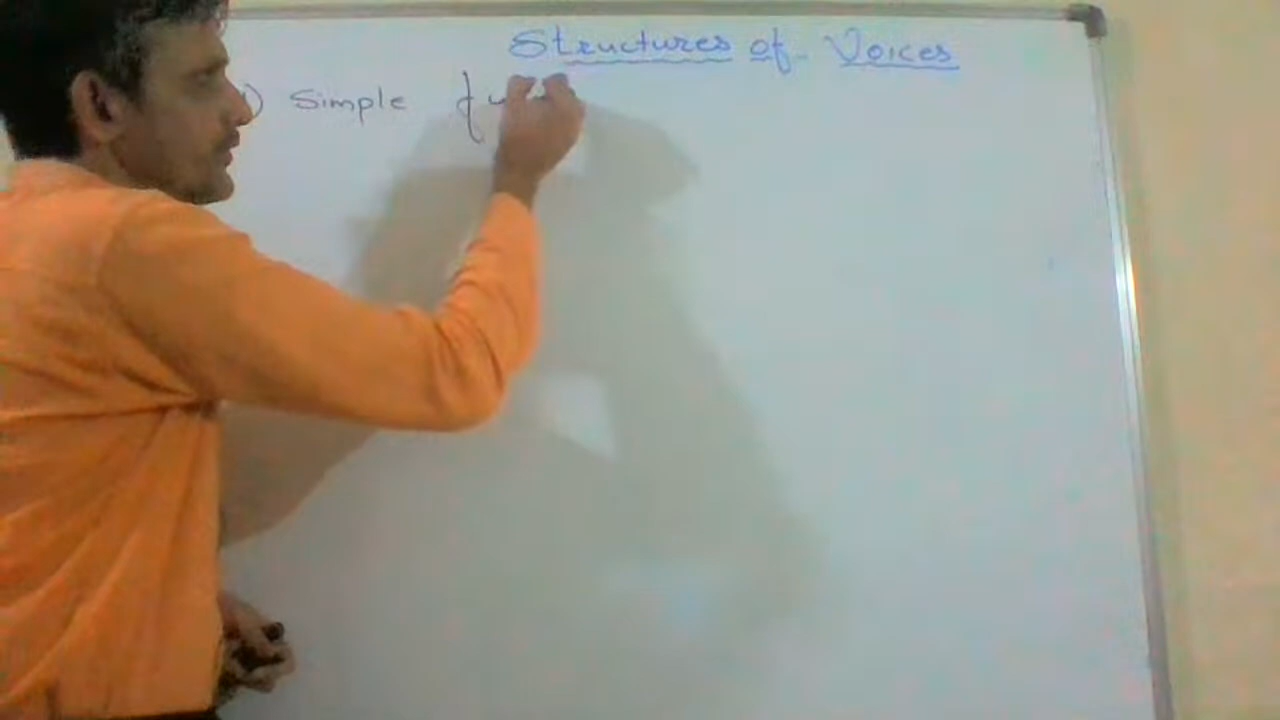 Structures of Voices
1) Simple {